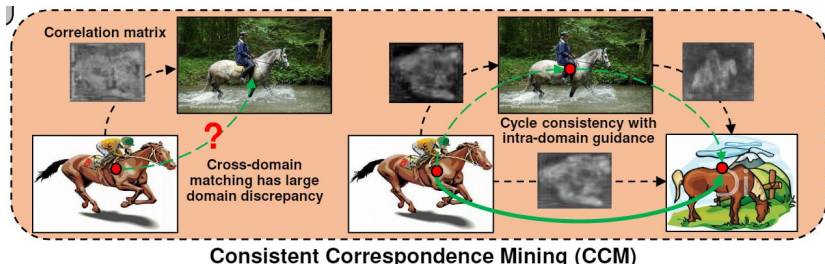 Correlation matrix
?
Cross-domain
matching has large
domain discrepancy
Cycle consistency with
intra-domain guidance
Consistent Correspondence Mining (CCM)